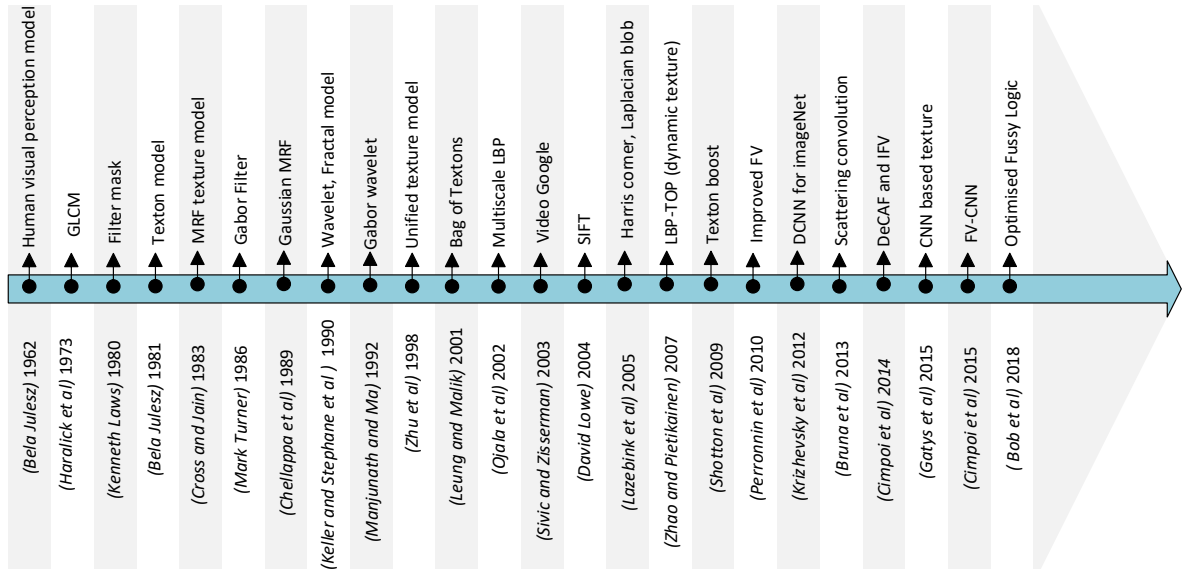 Human visual perception model
GLCM
Filter mask
Texton model
MRF texture model
Gabor Filter
Gaussian MRF
Wavelet, Fractal model
Gabor wavelet
Unified texture model
Bag of Textons
Multiscale LBP
Video Google
SIFT
Harris corner, Laplacian blob
LBP-TOP (dynamic texture)
Texton boost
Improved FV
DCNN for imageNet
Scattering convolution
DeCAF and IFV
CNN based texture
FV-CNN
Optimised Fussy Logic
(Bela Julesz) 1962
(Haralick et al) 1973
(Kenneth Laws) 1980
(Bela Julesz) 1981
(Cross and Jain) 1983
(Mark Turner) 1986
(Chellappa et al) 1989
(Keller and Stephane et al ) 1990
(Manjunath and Ma) 1992
(Zhu et al) 1998
(Leung and Malik) 2001
(Ojala et al) 2002
(Sivic and Zisserman) 2003
(David Lowe) 2004
(Lazebink et al) 2005
(Zhao and Pietikainen) 2007
(Shotton et al) 2009
(Perronnin et al) 2010
(Krizhevsky et al) 2012
(Bruna et al) 2013
(Cimpoi et al) 2014
(Gatys et al) 2015
(Cimpoi et al) 2015
( Bob et al) 2018